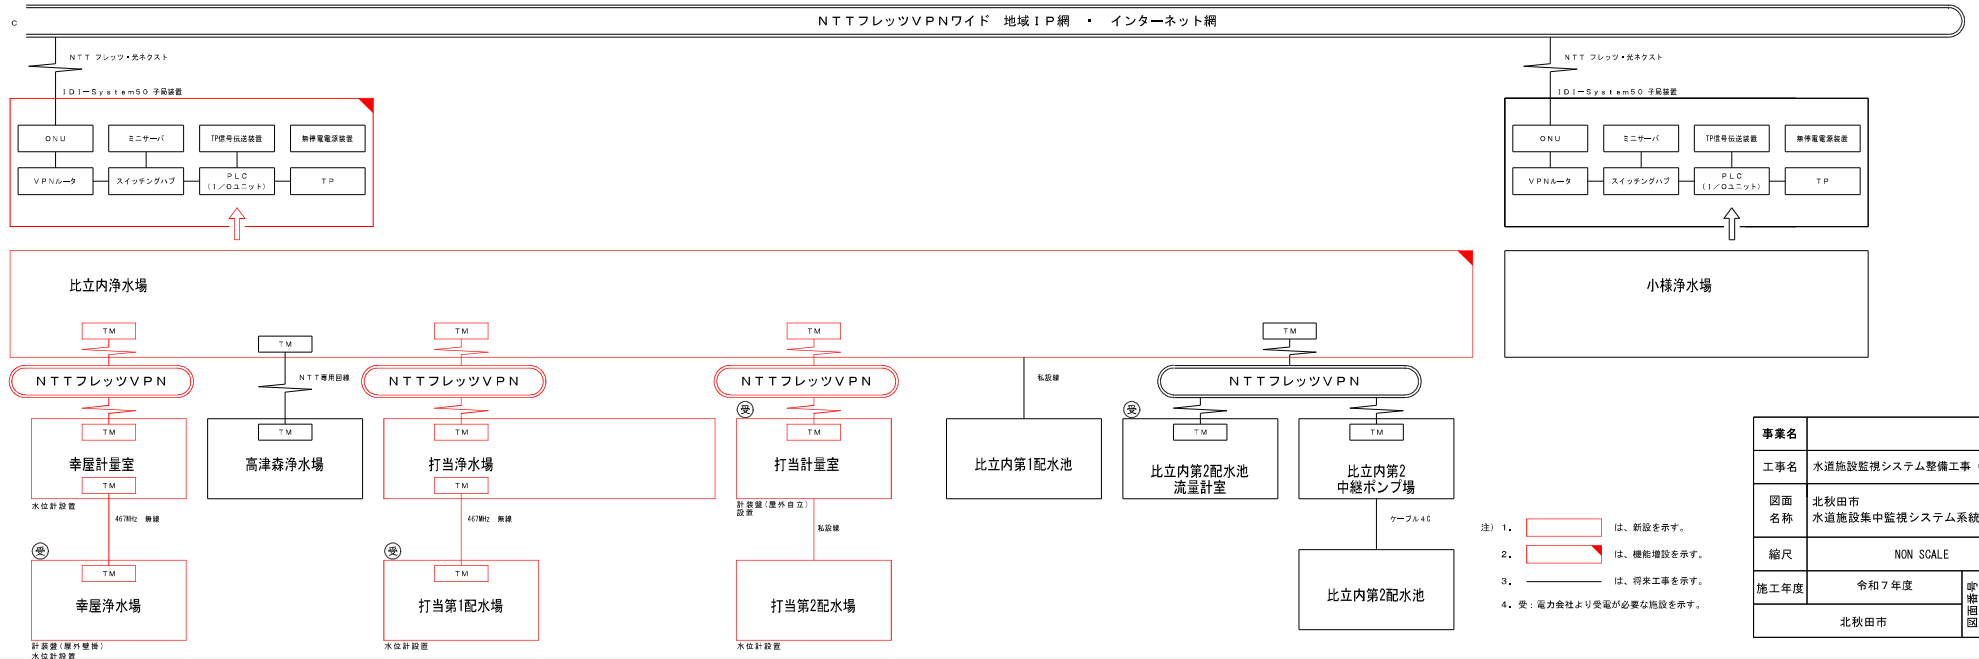 C
NTTフレッツVPNワイド 地域IP網 ・ インターネット網
NTT フレッツ・光ネクスト
NTT フレッツ・光ネクスト
IDI-System50 子局装置
IDI-System50 子局装置
ONU
ミニサーバ
TP信号伝送装置
無停電電源装置
VPNルータ
スイッチングハブ
PLC
(I/Oユニット)
TP
ONU
ミニサーバ
TP信号伝送装置
無停電電源装置
VPNルータ
スイッチングハブ
PLC
(I/Oユニット)
TP
比立内浄水場
小様浄水場
TM
TM
TM
TM
TM
NTTフレッツVPN
NTT専用回線
NTTフレッツVPN
NTTフレッツVPN
私設線
NTTフレッツVPN
受
受
TM
幸屋計量室
TM
水位計設置
TM
高津森浄水場
TM
打当浄水場
TM
TM
打当計量室
計装盤(屋外自立)
設置
比立内第1配水池
TM
比立内第2配水池
流量計室
TM
比立内第2
中継ポンプ場
467MHz 無線
467MHz 無線
私設線
ケーブル4C
受
受
TM
幸屋浄水場
計装盤(屋外壁掛)
水位計設置
TM
打当第1配水場
水位計設置
打当第2配水場
水位計設置
比立内第2配水池
注) 1. は、新設を示す。
2. は、機能増設を示す。
3. は、将来工事を示す。
4. 受:電力会社より受電が必要な施設を示す。
事業名
工事名 水道施設監視システム整備工事
図面
名称
北秋田市
水道施設集中監視システム系統
縮尺 NON SCALE
施工年度 令和7年度
図面番号
北秋田市